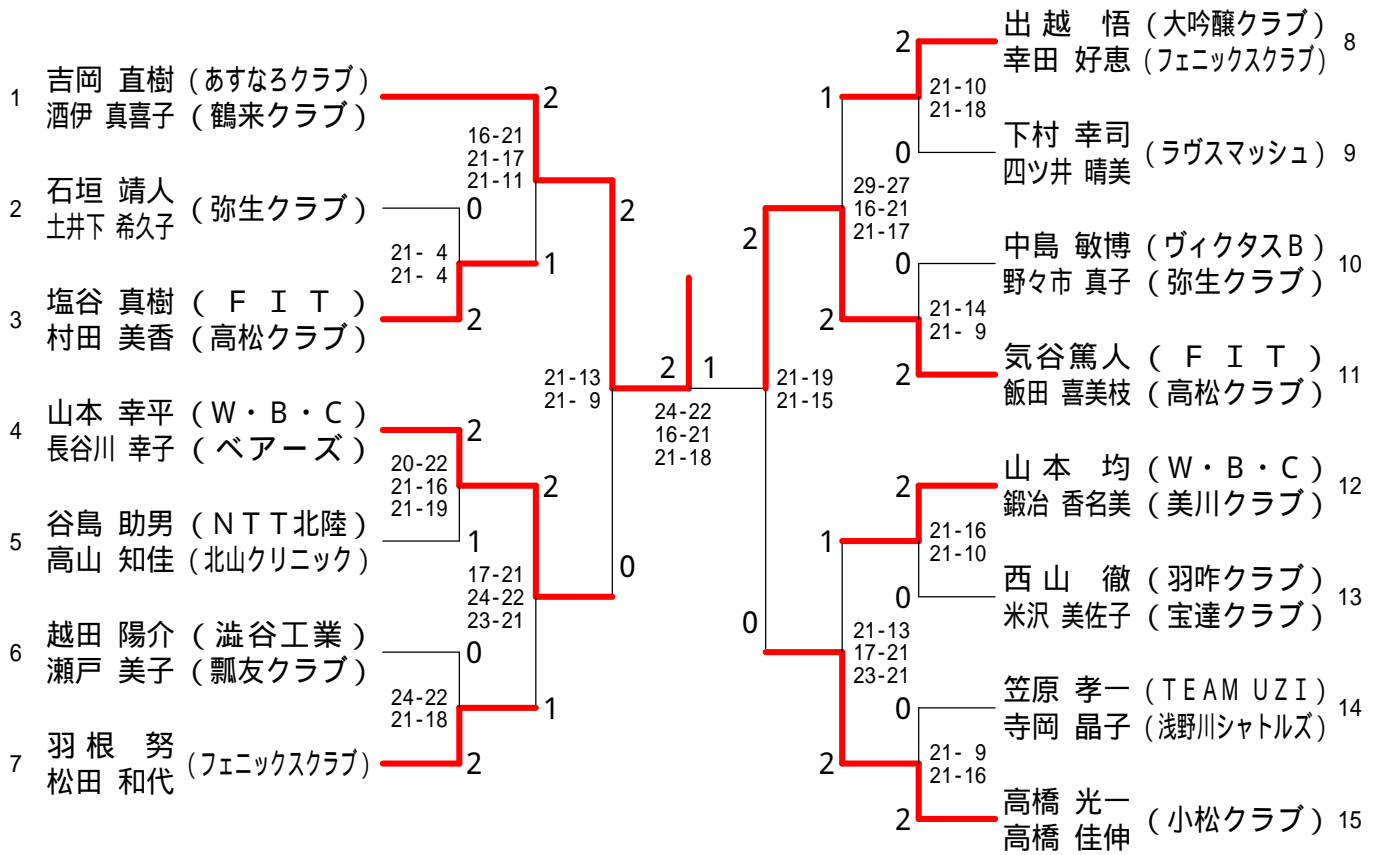 1 吉岡 直樹 (あすなろクラブ)
酒伊 真喜子 (鶴来クラブ)
2 石垣 靖人 (弥生クラブ)
土井下 希久子
3 塩谷 真樹 (ＦＩＴ)
村田 美香 (高松クラブ)
4 山本 幸平 (Ｗ・Ｂ・Ｃ)
長谷川 幸子 (ベアーズ)
5 谷島 助男 (ＮＴＴ北陸)
高山 知佳 (北山クリニック)
6 越田 陽介 (澁谷工業)
瀬戸 美子 (瓢友クラブ)
7 羽根 努 (フェニックスクラブ)
松田 和代
2
16-21
21-17
21-11
0
21- 4
21- 4
1
2
2
2
20-22
21-16
21-19
2
1
17-21
24-22
23-21
0
0
24-22
21-18
1
2
21-13
21- 9
2 1
24-22
16-21
21-18
2
21-19
21-15
0
2
21-10
21-18
1
0
29-27
16-21
21-17
0
21-14
21- 9
2
2
2
21-16
21-10
1
0
21-13
17-21
23-21
0
21- 9
21-16
2
2
出越 悟 (大吟醸クラブ) 8
幸田 好恵 (フェニックスクラブ)
下村 幸司 (ラヴスマッシュ) 9
四ツ井 晴美
中島 敏博 (ヴィクタスＢ) 10
野々市 真子 (弥生クラブ)
気谷篤人 (ＦＩＴ) 11
飯田 喜美枝 (高松クラブ)
山本 均 (Ｗ・Ｂ・Ｃ) 12
鍛冶 香名美 (美川クラブ)
西山 徹 (羽咋クラブ) 13
米沢 美佐子 (宝達クラブ)
笠原 孝一 (ＴＥＡＭ ＵＺＩ) 14
寺岡 晶子 (浅野川シャトルズ)
高橋 光一 (小松クラブ) 15
高橋 佳伸